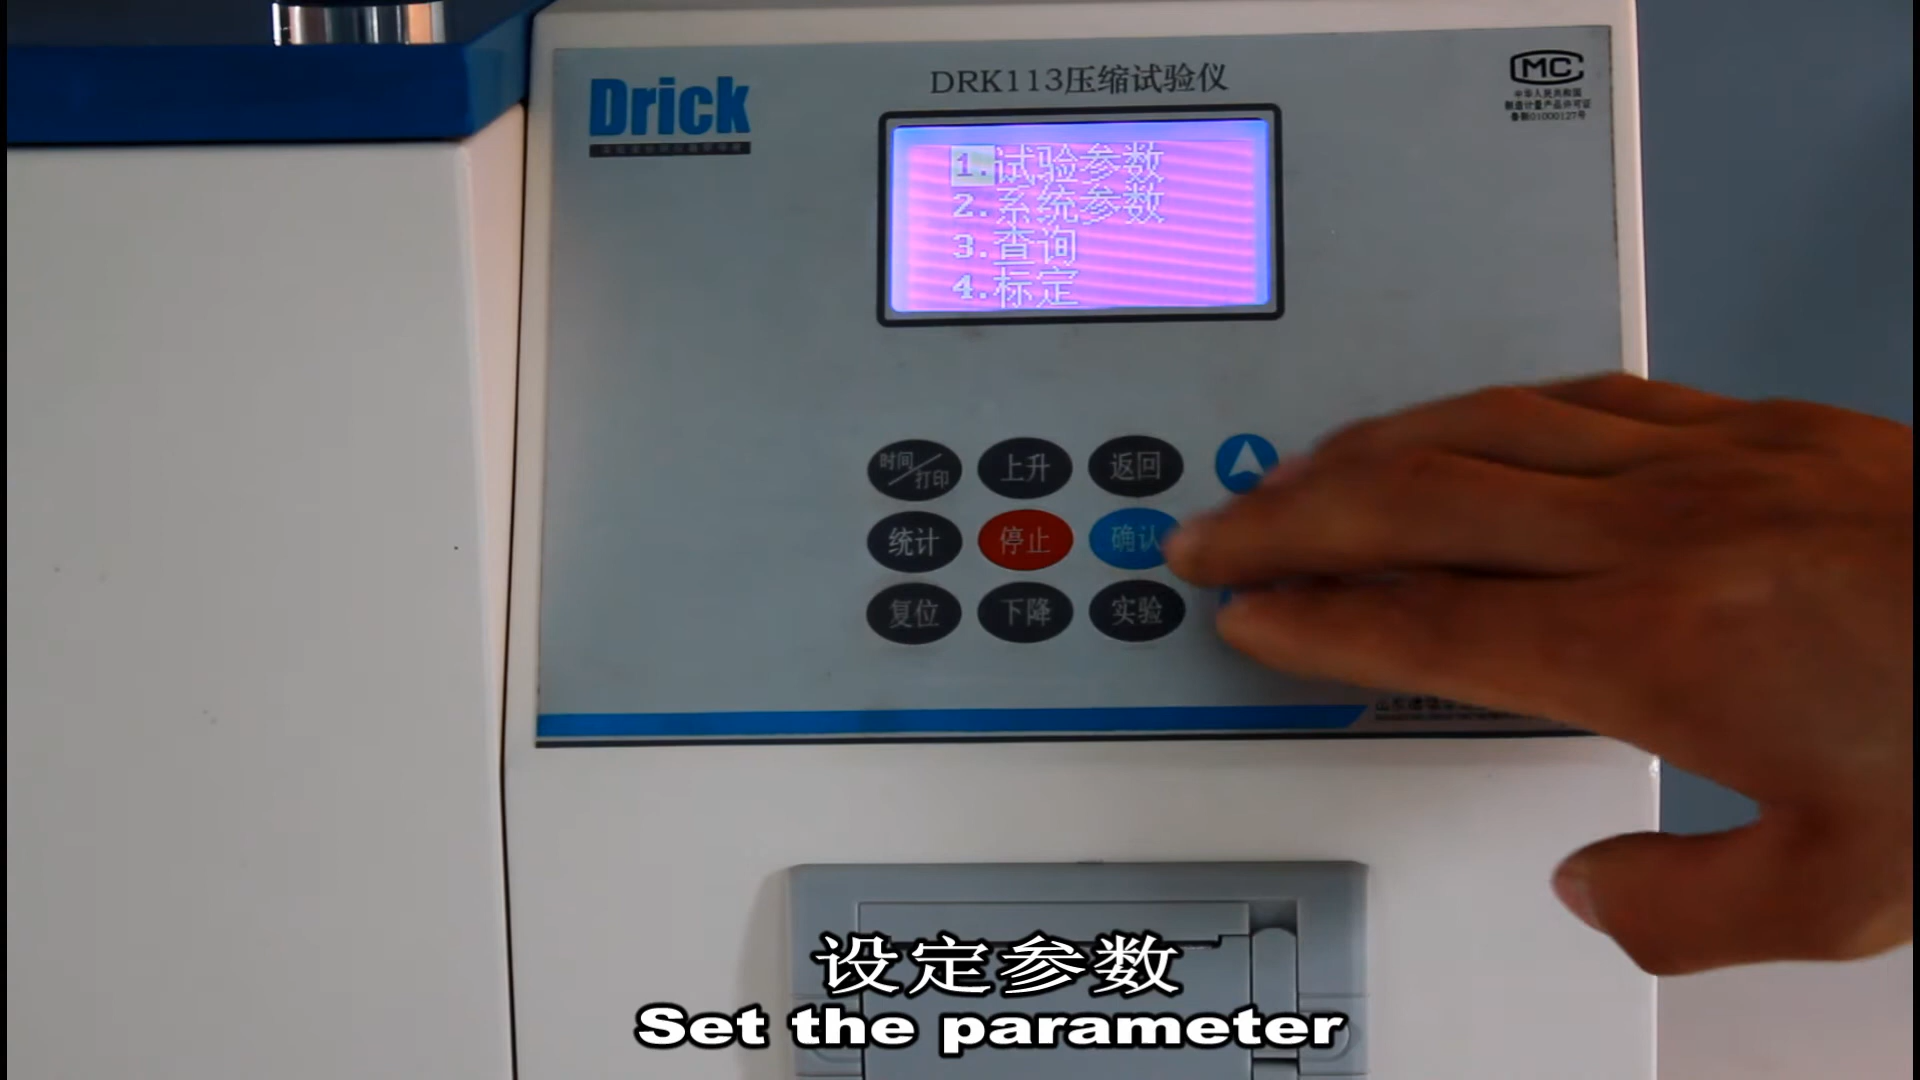 Drick
DRK113压缩试验仪
MC
中华人民共和国
制造计量产品许可证
鲁制01000127号
1.试验参数
2.系统参数
3.查询
4.标定
时间/打印
上升
返回
统计
停止
确认
复位
下降
实验
设定参数
Set the parameter